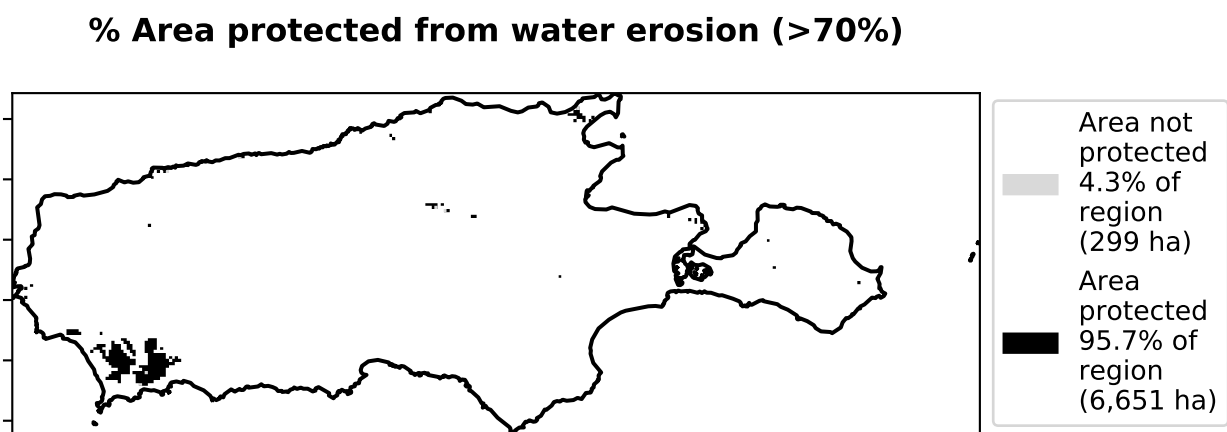 % Area protected from water erosion (>70%)
Area not
protected
4.3% of
region
(299 ha)
Area
protected
95.7% of
region
(6,651 ha)